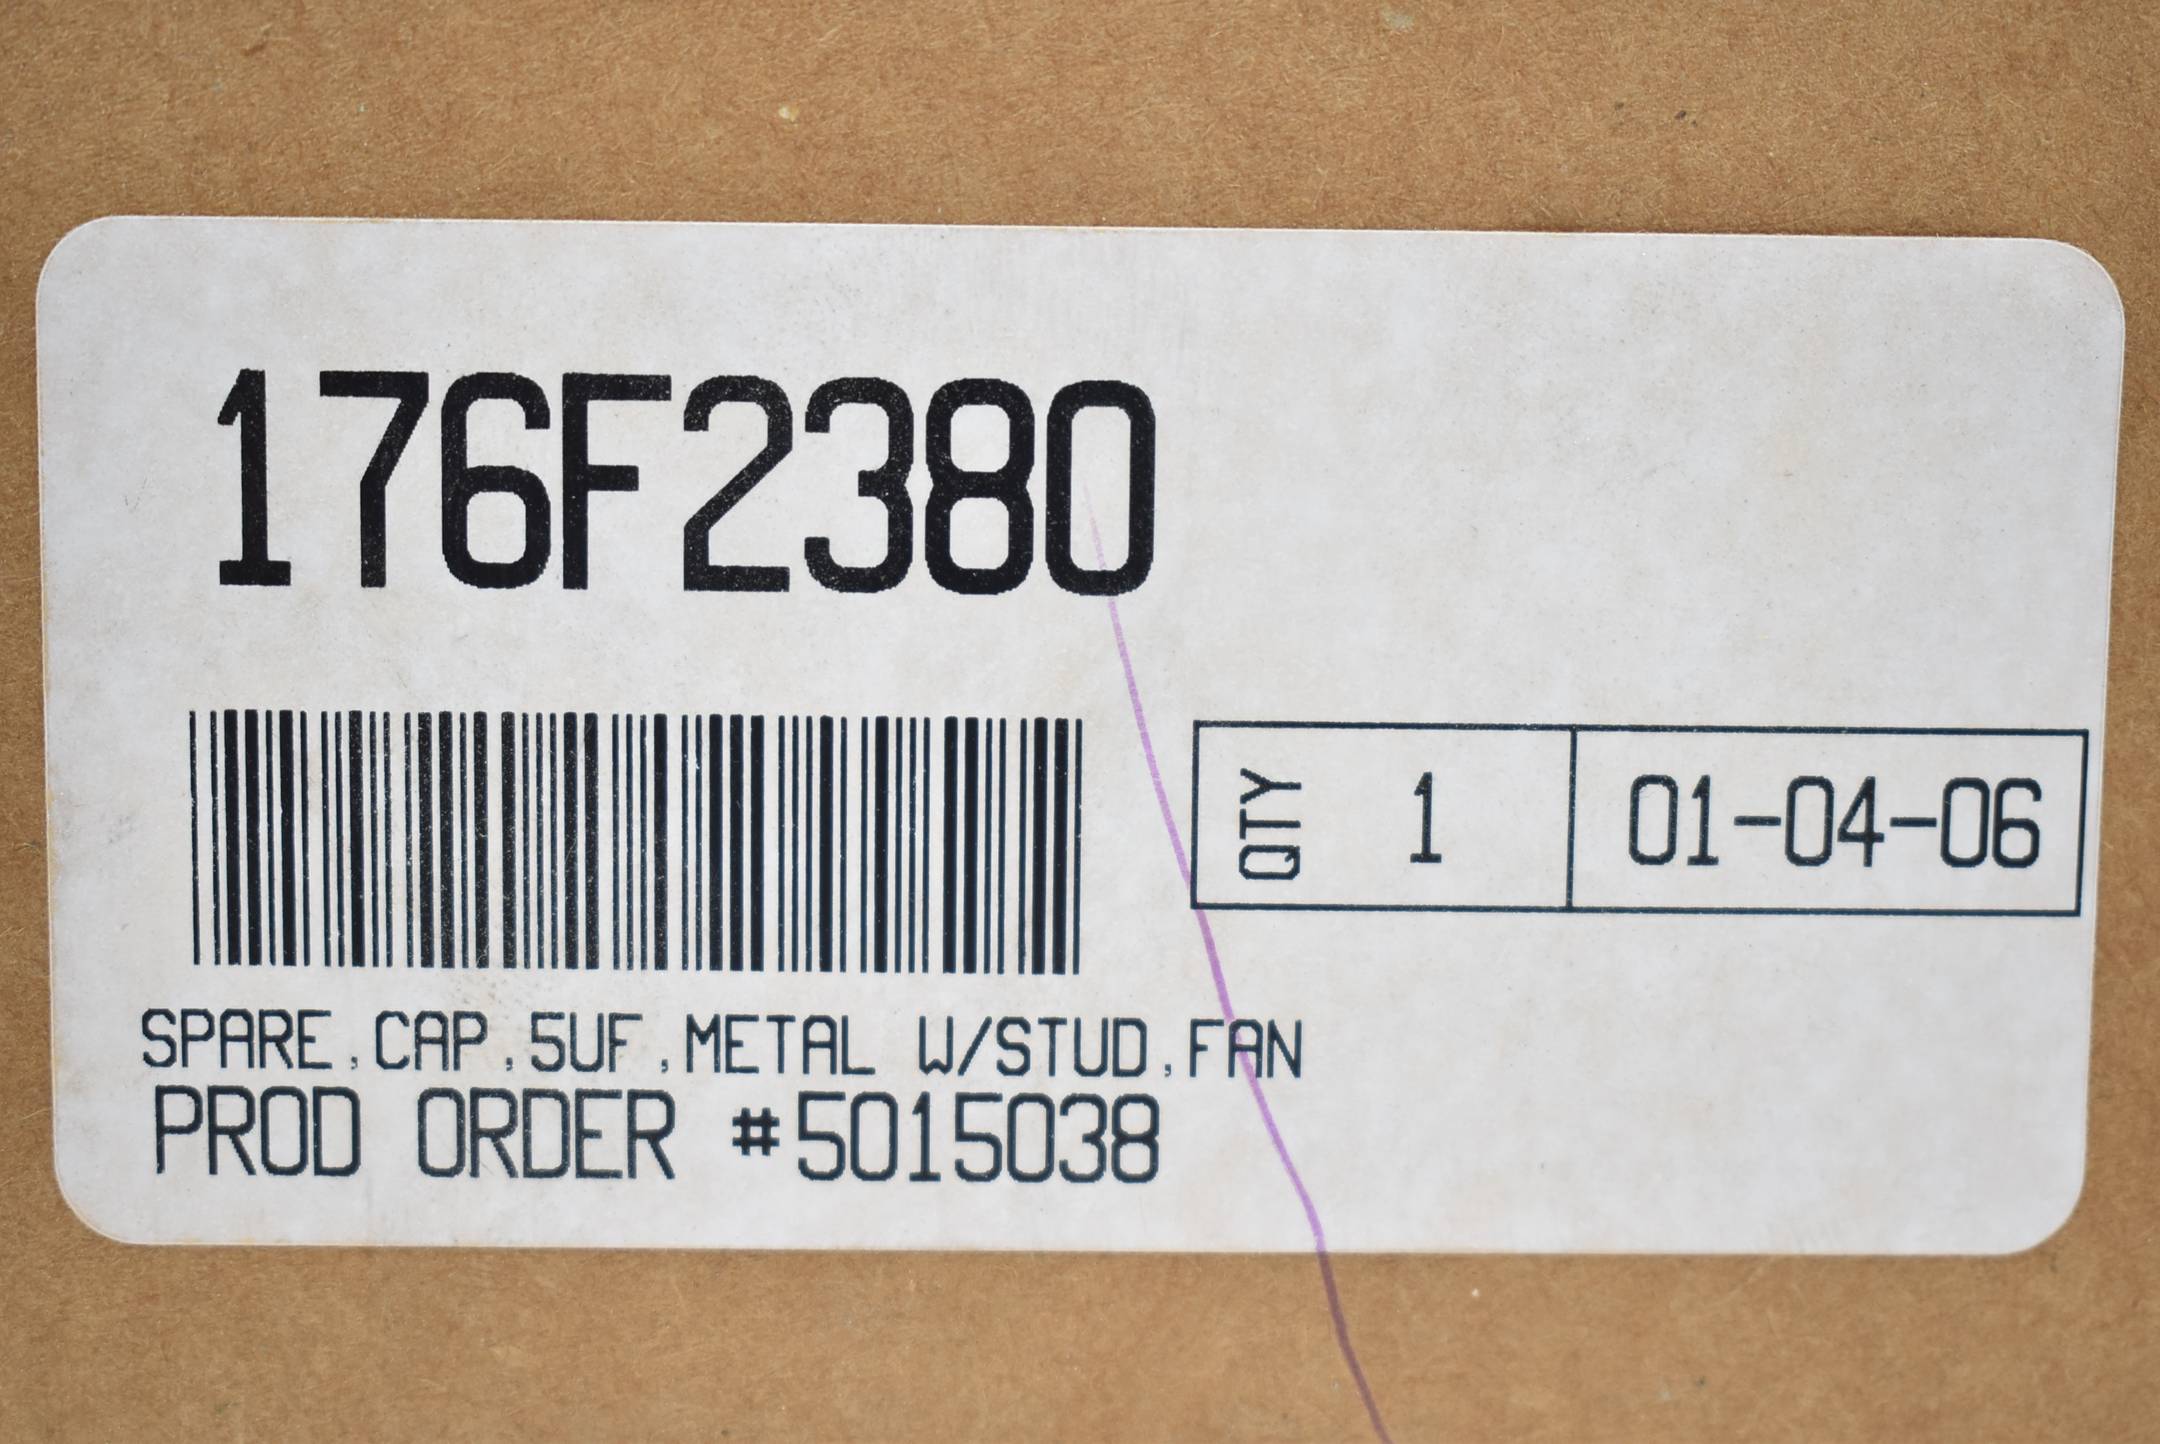 176F2380
QTY 1 01-04-06
SPARE,CAP,5UF,METAL W/STUD,FAN
PROD ORDER #5015038